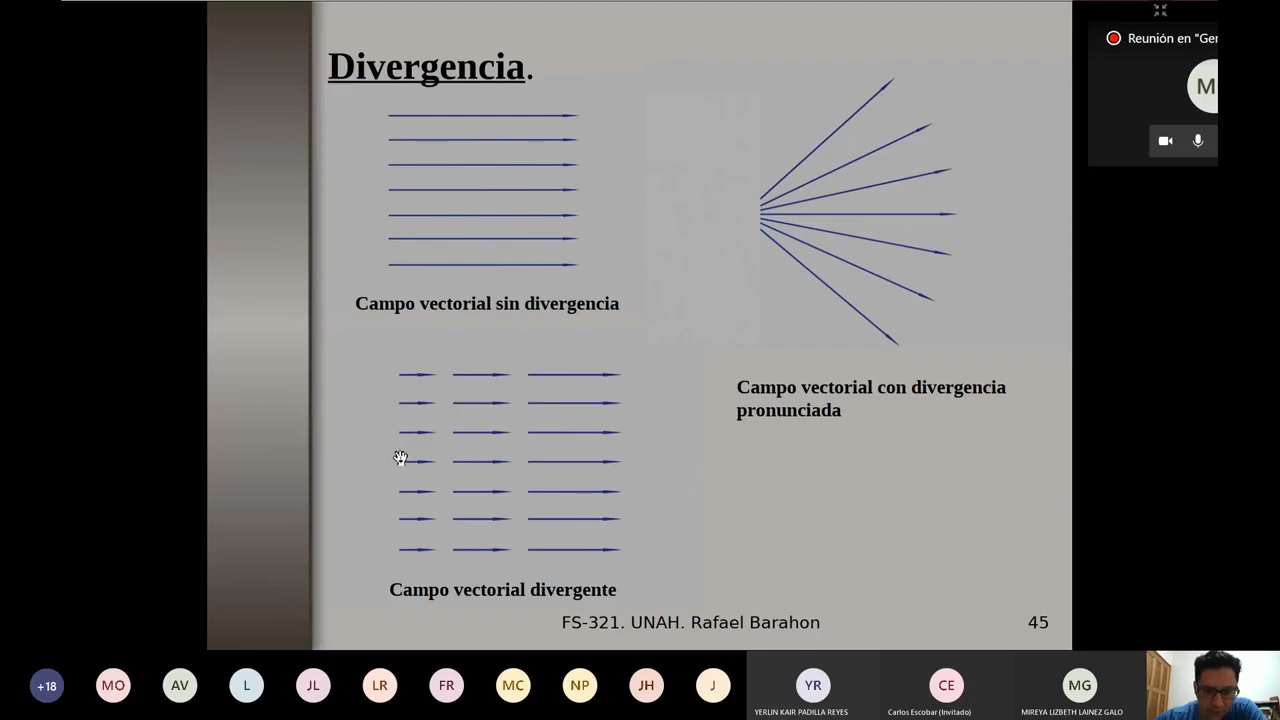 Divergencia.
Reunión en "Ger
M
Campo vectorial sin divergencia
Campo vectorial con divergencia
pronunciada
Campo vectorial divergente
FS-321. UNAH. Rafael Barahon
45
+18
MO
AV
L
JL
LR
FR
MC
NP
JH
J
YR
CE
MG
YERLIN KAIR PADILLA REYES
Carlos Escobar (Invitado)
MIREYA LIZBETH LAINEZ GALO